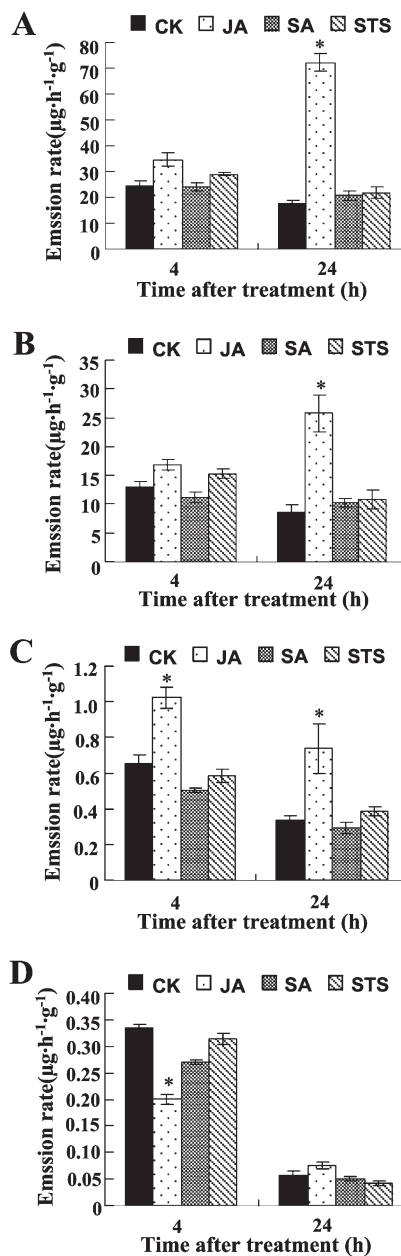 A
CK JA SA STS
Emssion rate(μg·h⁻¹·g⁻¹)
80
70
60
50
40
30
20
10
0
*
4 24
Time after treatment (h)
B
CK JA SA STS
Emssion rate(μg·h⁻¹·g⁻¹)
35
30
25
20
15
10
5
0
*
4 24
Time after treatment (h)
C
CK JA SA STS
Emssion rate(μg·h⁻¹·g⁻¹)
1.2
1.0
0.8
0.6
0.4
0.2
0
* *
4 24
Time after treatment (h)
D
CK JA SA STS
Emssion rate(μg·h⁻¹·g⁻¹)
0.40
0.35
0.30
0.25
0.20
0.15
0.10
0.05
0
*
4 24
Time after treatment (h)